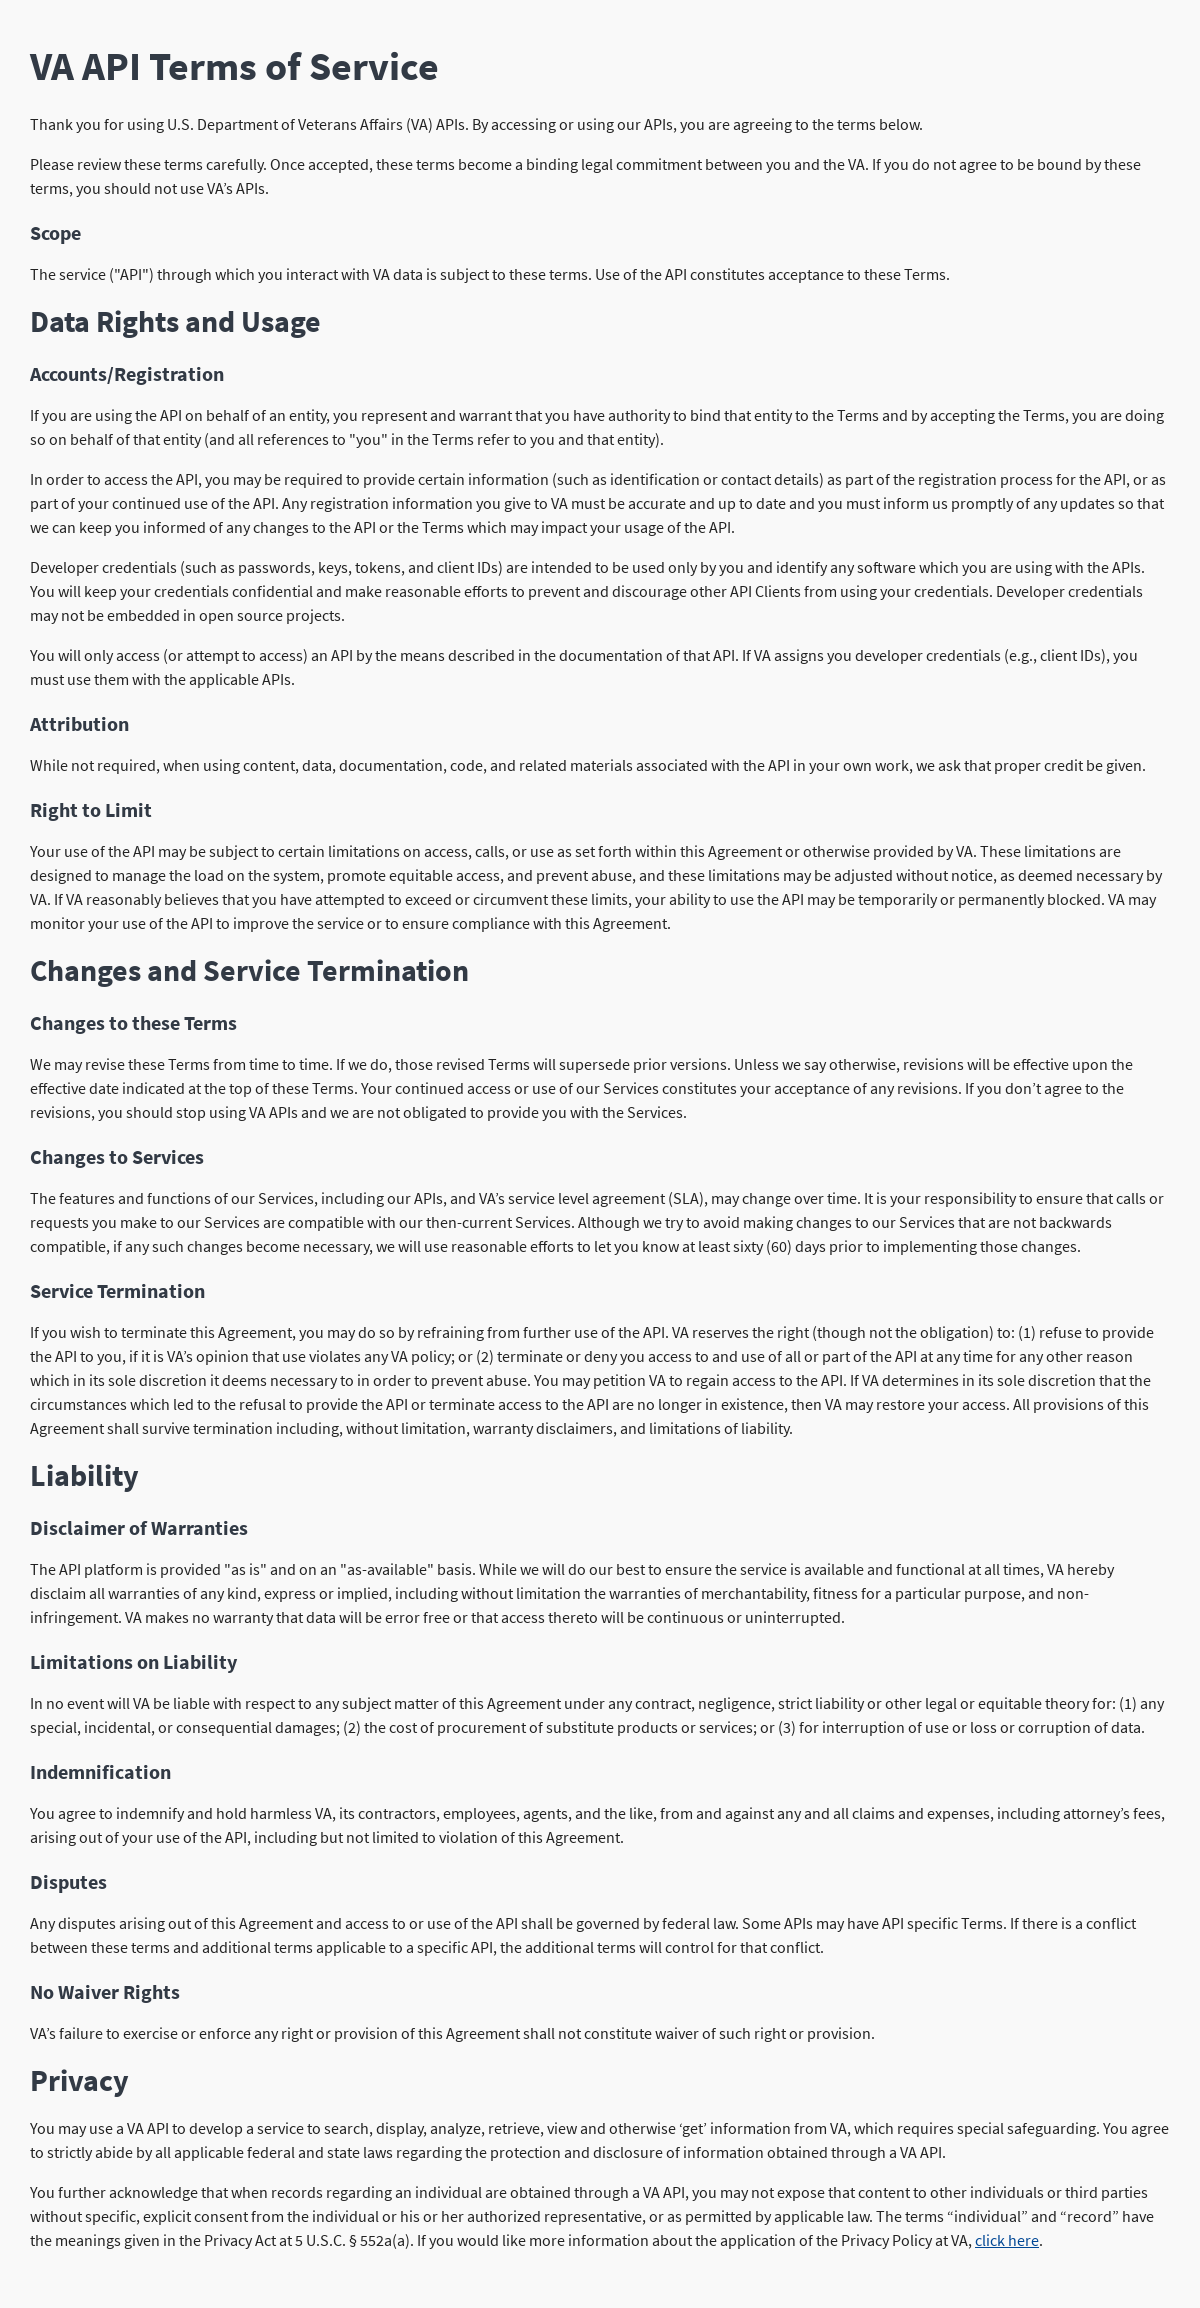 VA API Terms of Service
Thank you for using U.S. Department of Veterans Affairs (VA) APIs. By accessing or using our APIs, you are agreeing to the terms below.
Please review these terms carefully. Once accepted, these terms become a binding legal commitment between you and the VA. If you do not agree to be bound by these
terms, you should not use VA’s APIs.
Scope
The service ("API") through which you interact with VA data is subject to these terms. Use of the API constitutes acceptance to these Terms.
Data Rights and Usage
Accounts/Registration
If you are using the API on behalf of an entity, you represent and warrant that you have authority to bind that entity to the Terms and by accepting the Terms, you are doing
so on behalf of that entity (and all references to "you" in the Terms refer to you and that entity).
In order to access the API, you may be required to provide certain information (such as identification or contact details) as part of the registration process for the API, or as
part of your continued use of the API. Any registration information you give to VA must be accurate and up to date and you must inform us promptly of any updates so that
we can keep you informed of any changes to the API or the Terms which may impact your usage of the API.
Developer credentials (such as passwords, keys, tokens, and client IDs) are intended to be used only by you and identify any software which you are using with the APIs.
You will keep your credentials confidential and make reasonable efforts to prevent and discourage other API Clients from using your credentials. Developer credentials
may not be embedded in open source projects.
You will only access (or attempt to access) an API by the means described in the documentation of that API. If VA assigns you developer credentials (e.g., client IDs), you
must use them with the applicable APIs.
Attribution
While not required, when using content, data, documentation, code, and related materials associated with the API in your own work, we ask that proper credit be given.
Right to Limit
Your use of the API may be subject to certain limitations on access, calls, or use as set forth within this Agreement or otherwise provided by VA. These limitations are
designed to manage the load on the system, promote equitable access, and prevent abuse, and these limitations may be adjusted without notice, as deemed necessary by
VA. If VA reasonably believes that you have attempted to exceed or circumvent these limits, your ability to use the API may be temporarily or permanently blocked. VA may
monitor your use of the API to improve the service or to ensure compliance with this Agreement.
Changes and Service Termination
Changes to these Terms
We may revise these Terms from time to time. If we do, those revised Terms will supersede prior versions. Unless we say otherwise, revisions will be effective upon the
effective date indicated at the top of these Terms. Your continued access or use of our Services constitutes your acceptance of any revisions. If you don’t agree to the
revisions, you should stop using VA APIs and we are not obligated to provide you with the Services.
Changes to Services
The features and functions of our Services, including our APIs, and VA’s service level agreement (SLA), may change over time. It is your responsibility to ensure that calls or
requests you make to our Services are compatible with our then-current Services. Although we try to avoid making changes to our Services that are not backwards
compatible, if any such changes become necessary, we will use reasonable efforts to let you know at least sixty (60) days prior to implementing those changes.
Service Termination
If you wish to terminate this Agreement, you may do so by refraining from further use of the API. VA reserves the right (though not the obligation) to: (1) refuse to provide
the API to you, if it is VA’s opinion that use violates any VA policy; or (2) terminate or deny you access to and use of all or part of the API at any time for any other reason
which in its sole discretion it deems necessary to in order to prevent abuse. You may petition VA to regain access to the API. If VA determines in its sole discretion that the
circumstances which led to the refusal to provide the API or terminate access to the API are no longer in existence, then VA may restore your access. All provisions of this
Agreement shall survive termination including, without limitation, warranty disclaimers, and limitations of liability.
Liability
Disclaimer of Warranties
The API platform is provided "as is" and on an "as-available" basis. While we will do our best to ensure the service is available and functional at all times, VA hereby
disclaim all warranties of any kind, express or implied, including without limitation the warranties of merchantability, fitness for a particular purpose, and non-
infringement. VA makes no warranty that data will be error free or that access thereto will be continuous or uninterrupted.
Limitations on Liability
In no event will VA be liable with respect to any subject matter of this Agreement under any contract, negligence, strict liability or other legal or equitable theory for: (1) any
special, incidental, or consequential damages; (2) the cost of procurement of substitute products or services; or (3) for interruption of use or loss or corruption of data.
Indemnification
You agree to indemnify and hold harmless VA, its contractors, employees, agents, and the like, from and against any and all claims and expenses, including attorney’s fees,
arising out of your use of the API, including but not limited to violation of this Agreement.
Disputes
Any disputes arising out of this Agreement and access to or use of the API shall be governed by federal law. Some APIs may have API specific Terms. If there is a conflict
between these terms and additional terms applicable to a specific API, the additional terms will control for that conflict.
No Waiver Rights
VA’s failure to exercise or enforce any right or provision of this Agreement shall not constitute waiver of such right or provision.
Privacy
You may use a VA API to develop a service to search, display, analyze, retrieve, view and otherwise ‘get’ information from VA, which requires special safeguarding. You agree
to strictly abide by all applicable federal and state laws regarding the protection and disclosure of information obtained through a VA API.
You further acknowledge that when records regarding an individual are obtained through a VA API, you may not expose that content to other individuals or third parties
without specific, explicit consent from the individual or his or her authorized representative, or as permitted by applicable law. The terms “individual” and “record” have
the meanings given in the Privacy Act at 5 U.S.C. § 552a(a). If you would like more information about the application of the Privacy Policy at VA, click here.